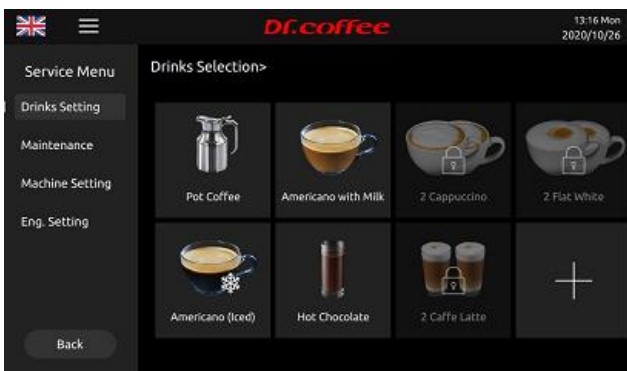 Dr.coffee
13:16 Mon
2020/10/26
Service Menu
Drinks Selection>
Drinks Setting
Maintenance
Machine Setting
Eng. Setting
Back
Pot Coffee
Americano with Milk
2 Cappuccino
2 Flat White
Americano (Iced)
Hot Chocolate
2 Caffe Latte